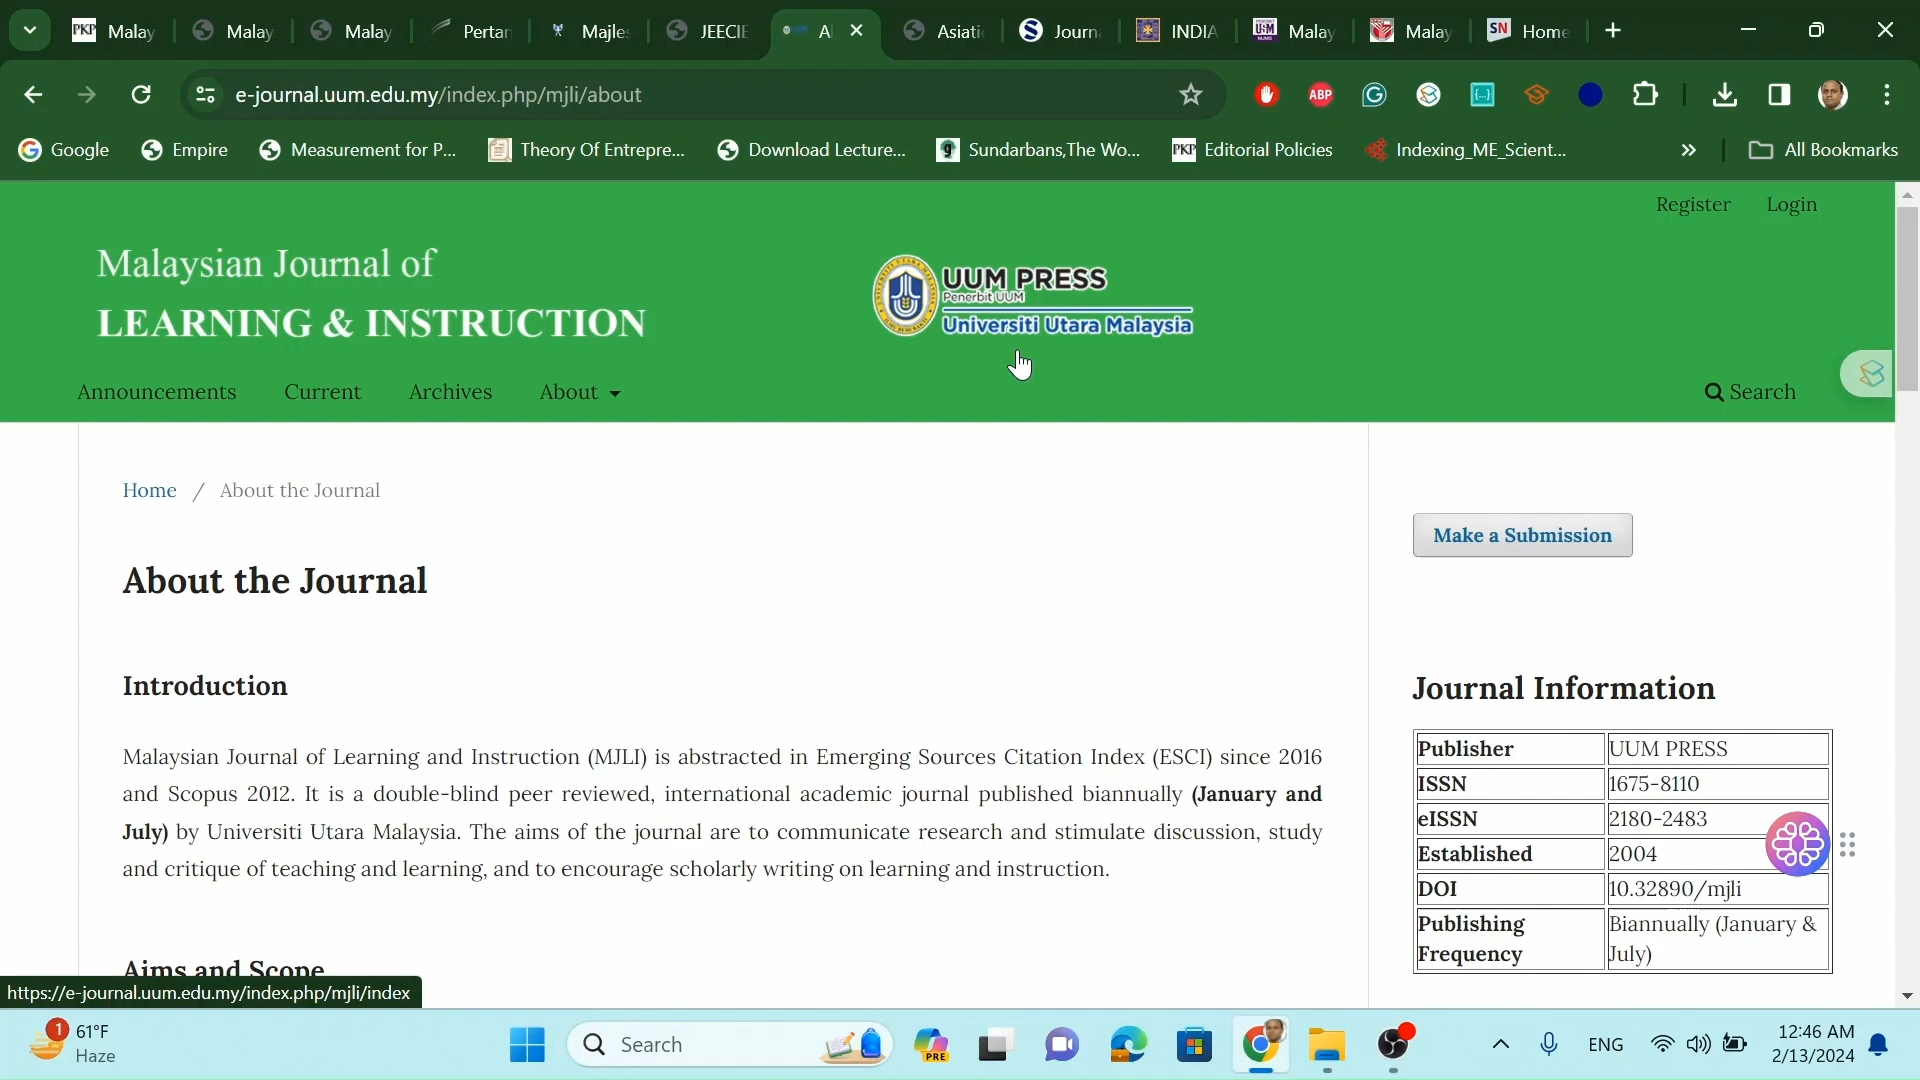 PKP Malay
Malay
Malay
Pertan
Majles
JEECIE
A
Asiati
Journ
INDIA
Malay
Malay
SN Home
e-journal.uum.edu.my/index.php/mjli/about
ABP
Google
Empire
Measurement for P...
Theory Of Entrepre...
Download Lecture...
Sundarbans,The Wo...
PKP Editorial Policies
Indexing_ME_Scient...
All Bookmarks
Register
Login
Malaysian Journal of
LEARNING & INSTRUCTION
UUM PRESS
Penerbit UUM
Universiti Utara Malaysia
Announcements
Current
Archives
About
Search
Home / About the Journal
Make a Submission
About the Journal
Introduction
Malaysian Journal of Learning and Instruction (MJLI) is abstracted in Emerging Sources Citation Index (ESCI) since 2016
and Scopus 2012. It is a double-blind peer reviewed, international academic journal published biannually (January and
July) by Universiti Utara Malaysia. The aims of the journal are to communicate research and stimulate discussion, study
and critique of teaching and learning, and to encourage scholarly writing on learning and instruction.
Aims and Scope
Journal Information
Publisher UUM PRESS
ISSN 1675-8110
eISSN 2180-2483
Established 2004
DOI 10.32890/mjli
Publishing Biannually (January &
Frequency July)
https://e-journal.uum.edu.my/index.php/mjli/index
1
61°F
Haze
Search
PRE
ENG
12:46 AM
2/13/2024